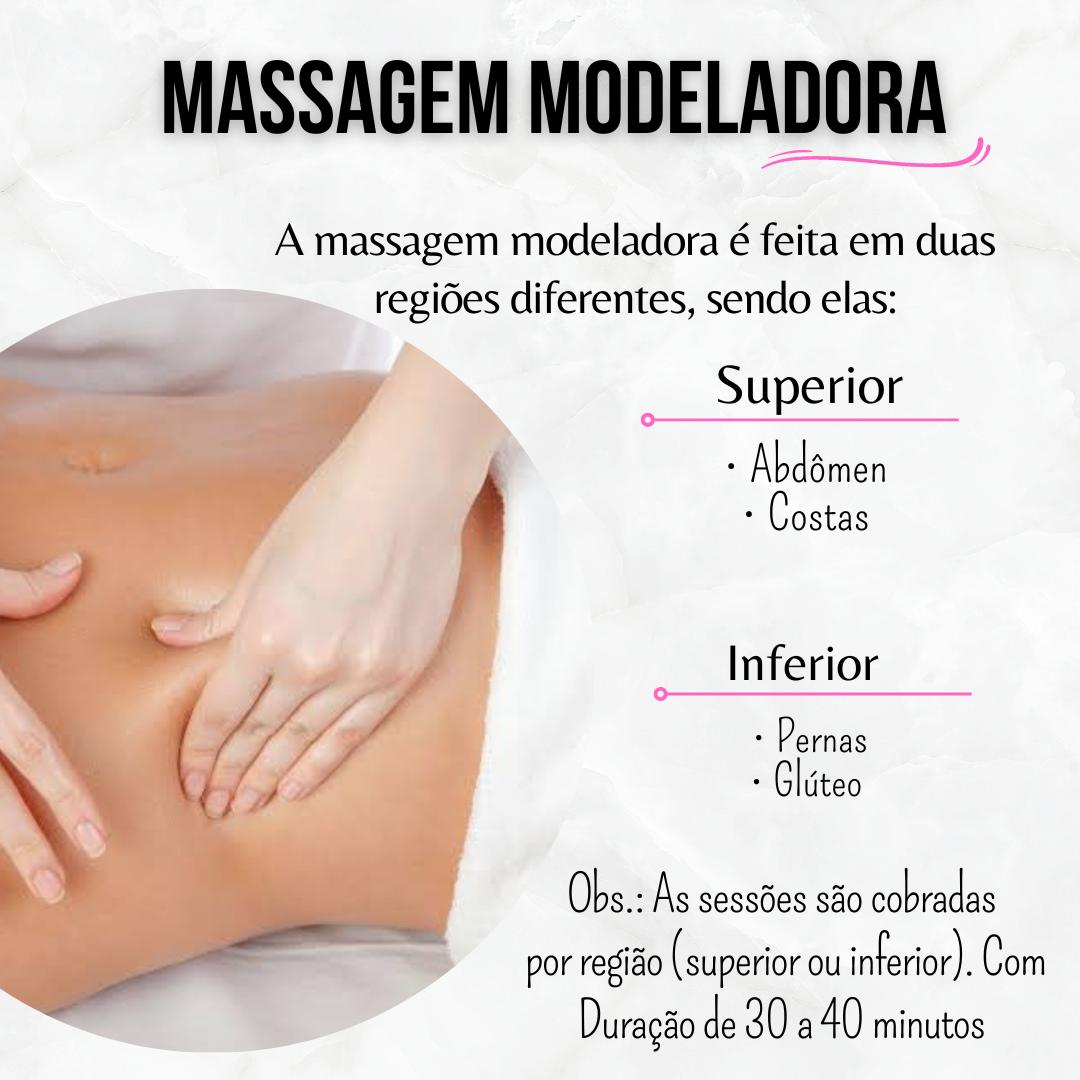 MASSAGEM MODELADORA
A massagem modeladora é feita em duas
regiões diferentes, sendo elas:
Superior
• Abdômen
• Costas
Inferior
• Pernas
• Glúteo
Obs.: As sessões são cobradas
por região (superior ou inferior). Com
Duração de 30 a 40 minutos